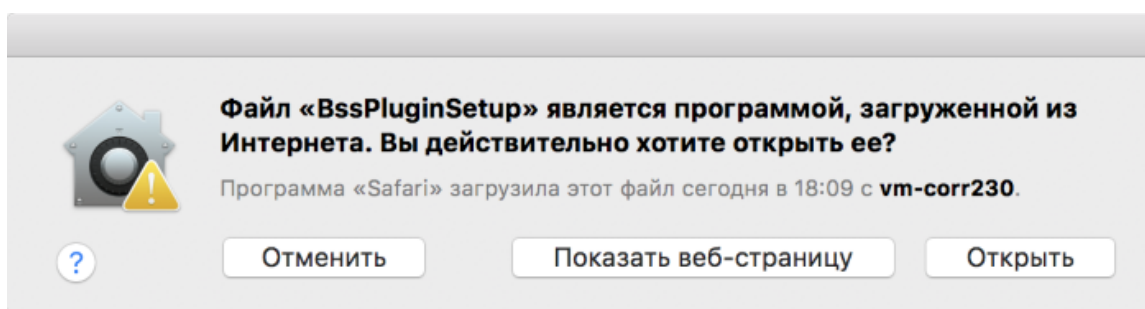 Файл «BssPluginSetup» является программой, загруженной из
Интернета. Вы действительно хотите открыть ее?
Программа «Safari» загрузила этот файл сегодня в 18:09 с vm-corr230.
? Отменить Показать веб-страницу Открыть